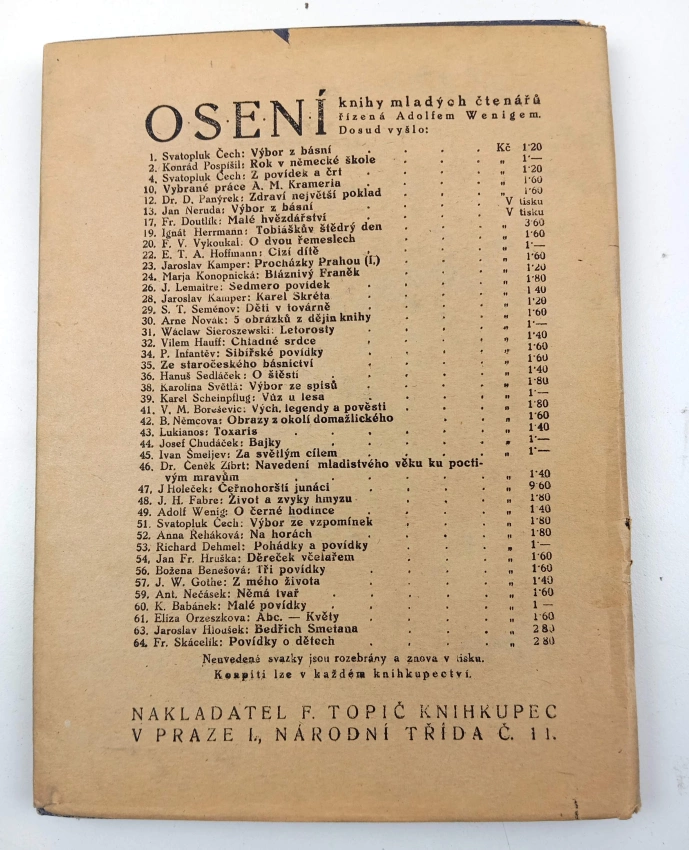 OSENÍ
knihy mladých čtenářů
řízená Adolfem Wenigem.
Dosud vyšlo:
1. Svatopluk Čech: Výbor z básní . . . . Kč 1·20
2. Konrád Pospíšil: Rok v německé škole . . . „ 1·—
4. Svatopluk Čech: Z povídek a črt . . . . „ 1·20
10. Vybrané práce A. M. Krameria . . . . „ 1·60
12. Dr. D. Panýrek: Zdraví největší poklad . . . „ 1·60
13. Jan Neruda: Výbor z básní . . . . V tisku
17. Fr. Doutlík: Malé hvězdářství . . . . V tisku
19. Ignát Herrmann: Tobiáškův štědrý den . . . „ 3 60
20. F. V. Vykoukal: O dvou řemeslech . . . . „ 1·60
22. E. T. A. Hoffmann: Cizí dítě . . . . „ 1·—
23. Jaroslav Kamper: Procházky Prahou (I.) . . . „ 1·60
24. Marja Konopnická: Bláznivý Franěk . . . . „ 1·20
26. J. Lemaitre: Sedmero povídek . . . . „ 1·80
28. Jaroslav Kamper: Karel Skréta . . . . „ 1 40
29. S. T. Seménov: Děti v továrně . . . . „ 1·20
30. Arne Novák: 5 obrázků z dějin knihy . . . „ 1·60
31. Wáclaw Sieroszewski: Letorosty . . . . „ 1·—
32. Vilém Hauff: Chladné srdce . . . . „ 1·40
34. P. Infantěv: Sibiřské povídky . . . . „ 1·60
35. Ze staročeského básnictví . . . . „ 1·60
36. Hanuš Sedláček: O štěstí . . . . „ 1·40
38. Karolina Světlá: Výbor ze spisů . . . . „ 1·80
39. Karel Scheinpflug: Vůz u lesa . . . . „ 1·—
41. V. M. Doreševic: Vých. legendy a pověsti . . . „ 1·80
42. B. Němcova: Obrazy z okolí domažlického . . . „ 1·60
43. Lukianos: Toxaris . . . . . „ 1·40
44. Josef Chudáček: Bajky . . . . . „ 1·—
45. Ivan Šmeljev: Za světlým cílem . . . . „ 1·—
46. Dr. Čeněk Zíbrt: Navedení mladistvého věku ku pocti-
vým mravům . . . . . „ 1·40
47. J Holeček: Černohorští junáci . . . . „ 9·60
48. J. H. Fabre: Život a zvyky hmyzu . . . . „ 1·80
49. Adolf Wenig: O černé hodince . . . . „ 1·40
51. Svatopluk Čech: Výbor ze vzpomínek . . . . „ 1·80
52. Anna Řeháková: Na horách . . . . „ 1·80
53. Richard Dehmel: Pohádky a povídky . . . . „ 1·—
54. Jan Fr. Hruška: Děreček včelařem . . . . „ 1·60
56. Božena Benešová: Tři povídky . . . . „ 1·60
57. J. W. Gothe: Z mého života . . . . „ 1·40
59. Ant. Nečásek: Němá tvař . . . . „ 1·60
60. K. Babánek: Malé povídky . . . . „ 1 —
61. Elíza Orzeszkova: Abc. — Květy . . . . „ 1·60
63. Jaroslav Hloušek: Bedřich Smetana . . . . „ 2 80
64. Fr. Skácelík: Povídky o dětech . . . . „ 2 80
Neuvedené svazky jsou rozebrány a znova v tisku.
Koupiti lze v každém knihkupectví.
NAKLADATEL F. TOPIČ KNIHKUPEC
V PRAZE I., NÁRODNÍ TŘÍDA Č. 11.